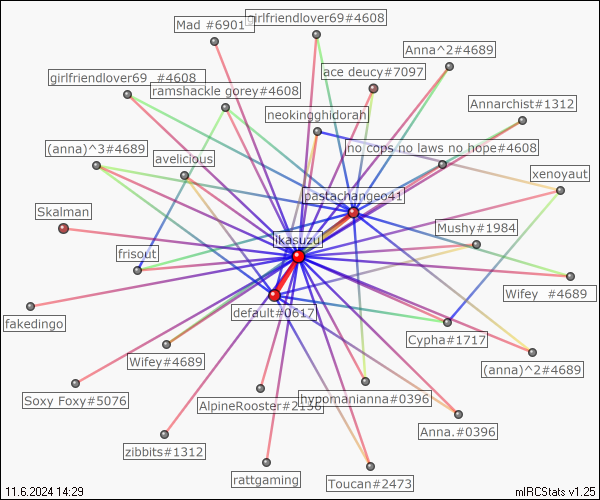 Mad #6901
girlfriendlover69#4608
Anna^2#4689
ace deucy#7097
girlfriendlover69_#4608
ramshackle gorey#4608
Annarchist#1312
neokingghidorah
(anna)^3#4689
avelicious
no cops no laws no hope#4608
xenoyaut
pastachangeo41
Skalman
Mushy#1984
ikasuzu
frisout
Wifey_#4689
default#0617
fakedingo
Cypha#1717
Wifey#4689
(anna)^2#4689
Soxy Foxy#5076
AlpineRooster#2156
hypomanianna#0396
Anna.#0396
zibbits#1312
rattgaming
Toucan#2473
11.6.2024 14:29
mIRCStats v1.25